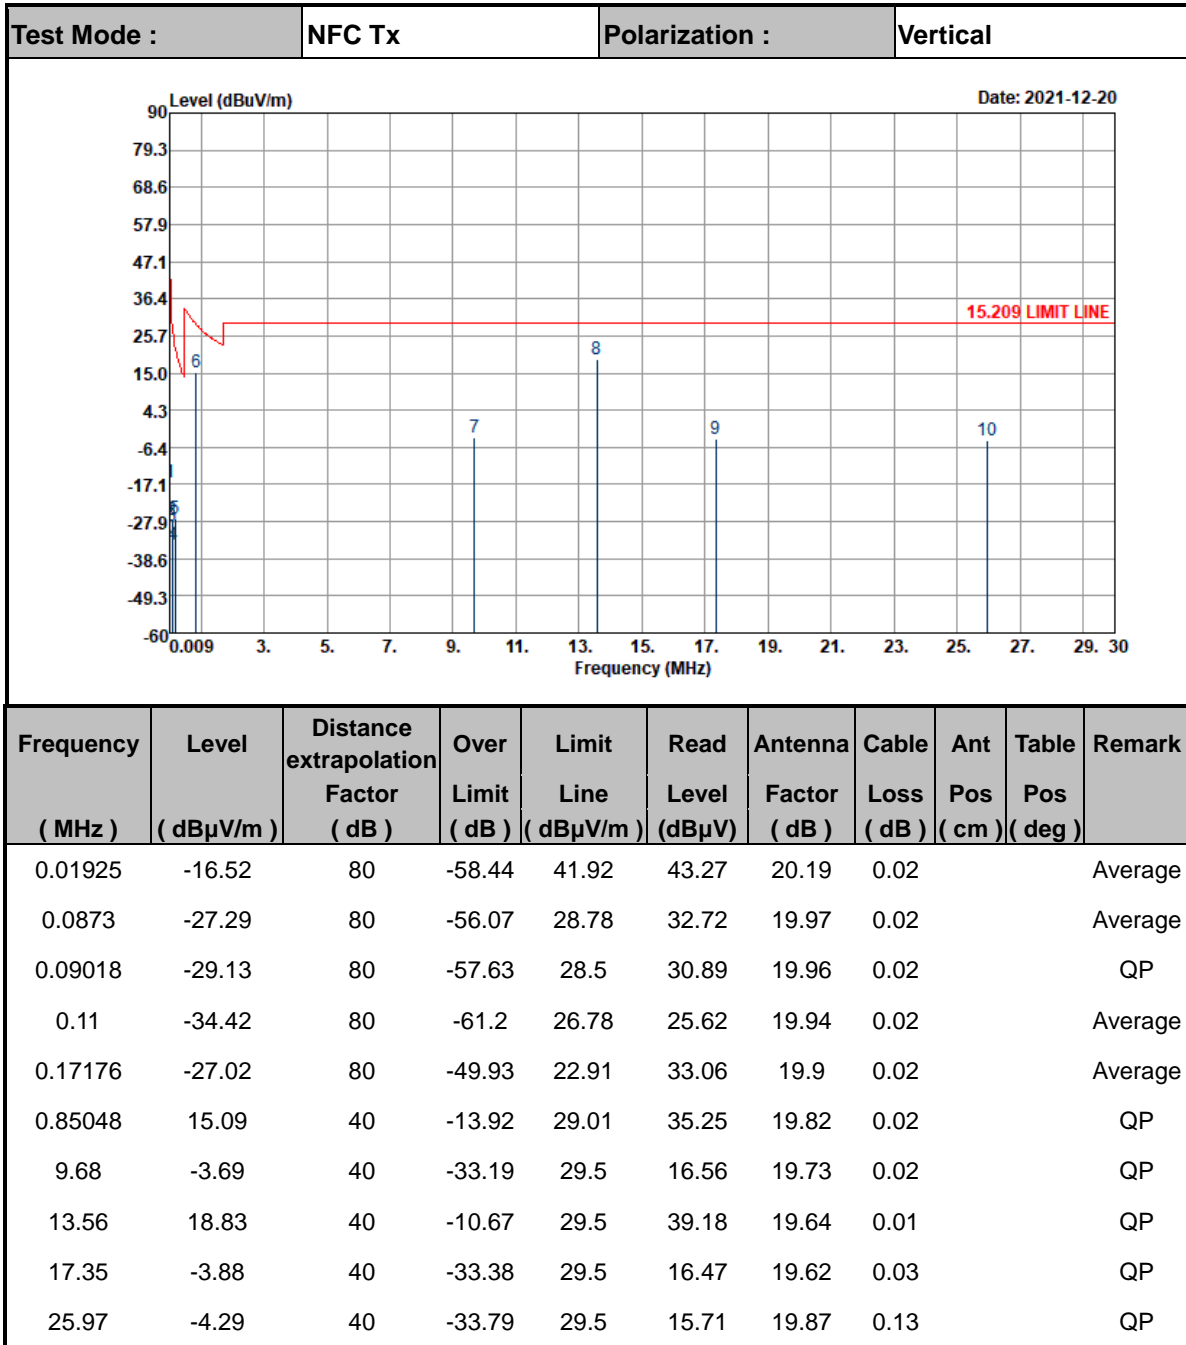 Test Mode : NFC Tx Polarization : Vertical
Level (dBuV/m) Date: 2021-12-20
90
79.3
68.6
57.9
47.1
36.4
15.209 LIMIT LINE
25.7
8
6
15.0
4.3
7 9 10
-6.4
-17.1
5
-27.9
4
-38.6
-49.3
-60
0.009 3. 5. 7. 9. 11. 13. 15. 17. 19. 21. 23. 25. 27. 29. 30
Frequency (MHz)
Frequency Level Distance extrapolation Over Limit Read Antenna Cable Ant Table Remark
Factor Limit Line Level Factor Loss Pos Pos
( MHz ) ( dBµV/m ) ( dB ) ( dB ) ( dBµV/m ) (dBµV) ( dB ) ( dB ) ( cm ) ( deg )
0.01925 -16.52 80 -58.44 41.92 43.27 20.19 0.02 Average
0.0873 -27.29 80 -56.07 28.78 32.72 19.97 0.02 Average
0.09018 -29.13 80 -57.63 28.5 30.89 19.96 0.02 QP
0.11 -34.42 80 -61.2 26.78 25.62 19.94 0.02 Average
0.17176 -27.02 80 -49.93 22.91 33.06 19.9 0.02 Average
0.85048 15.09 40 -13.92 29.01 35.25 19.82 0.02 QP
9.68 -3.69 40 -33.19 29.5 16.56 19.73 0.02 QP
13.56 18.83 40 -10.67 29.5 39.18 19.64 0.01 QP
17.35 -3.88 40 -33.38 29.5 16.47 19.62 0.03 QP
25.97 -4.29 40 -33.79 29.5 15.71 19.87 0.13 QP